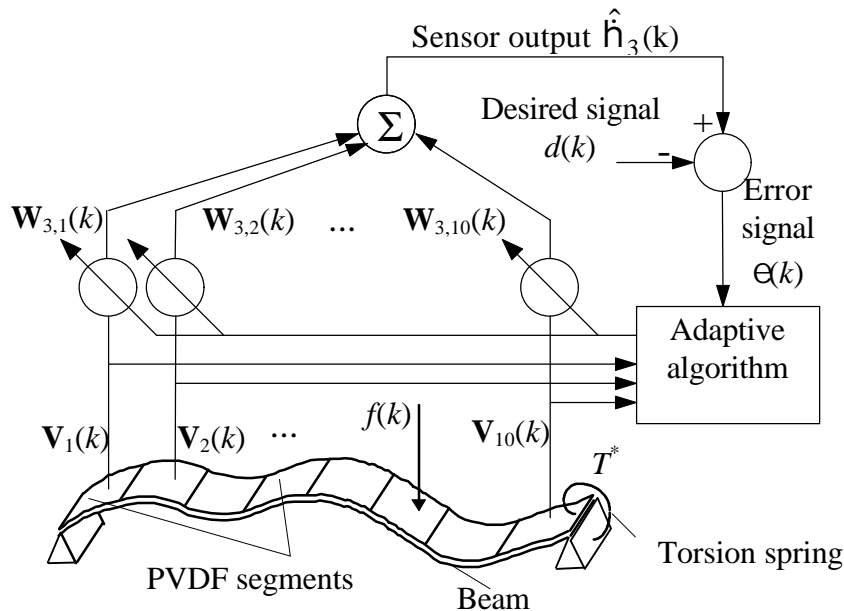 Sensor output ĥ̇₃(k)
Σ
Desired signal
d(k)
+
-
Error
signal
e(k)
W₃,₁(k)
W₃,₂(k)
...
W₃,₁₀(k)
Adaptive
algorithm
V₁(k)
V₂(k)
...
f(k)
V₁₀(k)
T*
PVDF segments
Beam
Torsion spring